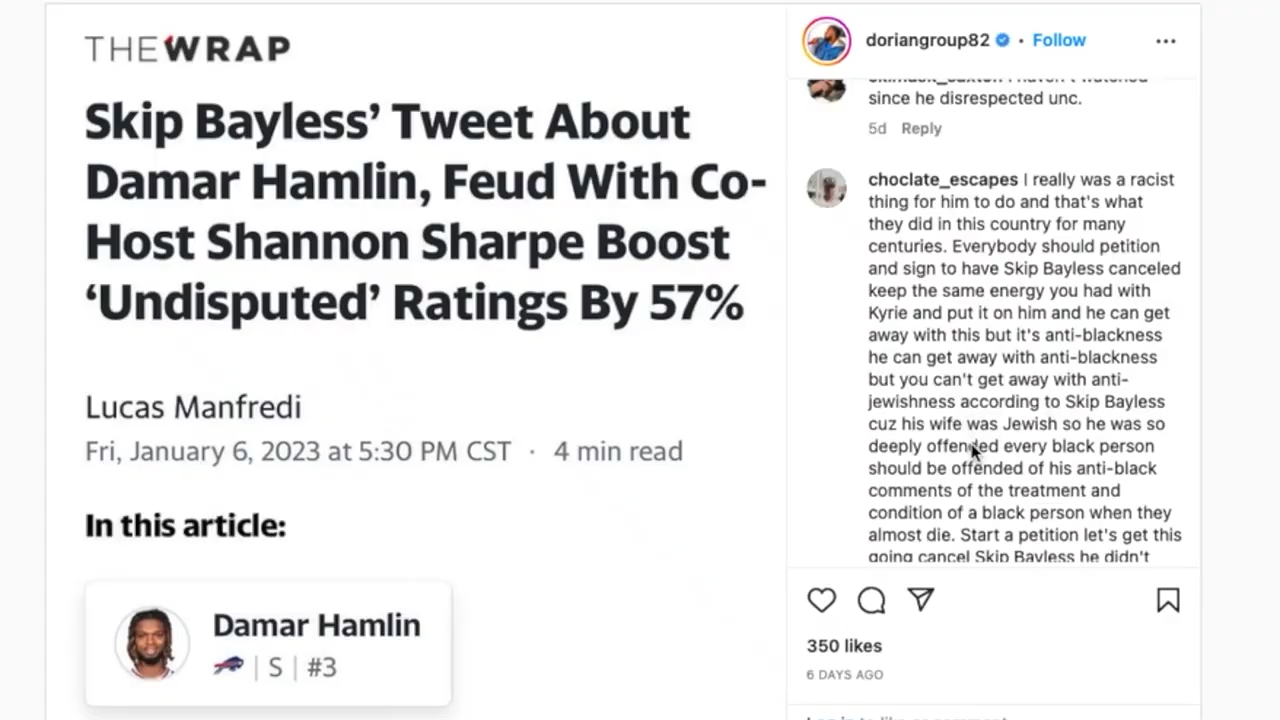 THEWRAP
Skip Bayless’ Tweet About
Damar Hamlin, Feud With Co-
Host Shannon Sharpe Boost
‘Undisputed’ Ratings By 57%
Lucas Manfredi
Fri, January 6, 2023 at 5:30 PM CST · 4 min read
In this article:
Damar Hamlin
| S | #3
doriangroup82 · Follow
since he disrespected unc.
5d Reply
choclate_escapes I really was a racist
thing for him to do and that's what
they did in this country for many
centuries. Everybody should petition
and sign to have Skip Bayless canceled
keep the same energy you had with
Kyrie and put it on him and he can get
away with this but it's anti-blackness
he can get away with anti-blackness
but you can't get away with anti-
jewishness according to Skip Bayless
cuz his wife was Jewish so he was so
deeply offended every black person
should be offended of his anti-black
comments of the treatment and
condition of a black person when they
almost die. Start a petition let's get this
going cancel Skip Bayless he didn't
350 likes
6 DAYS AGO